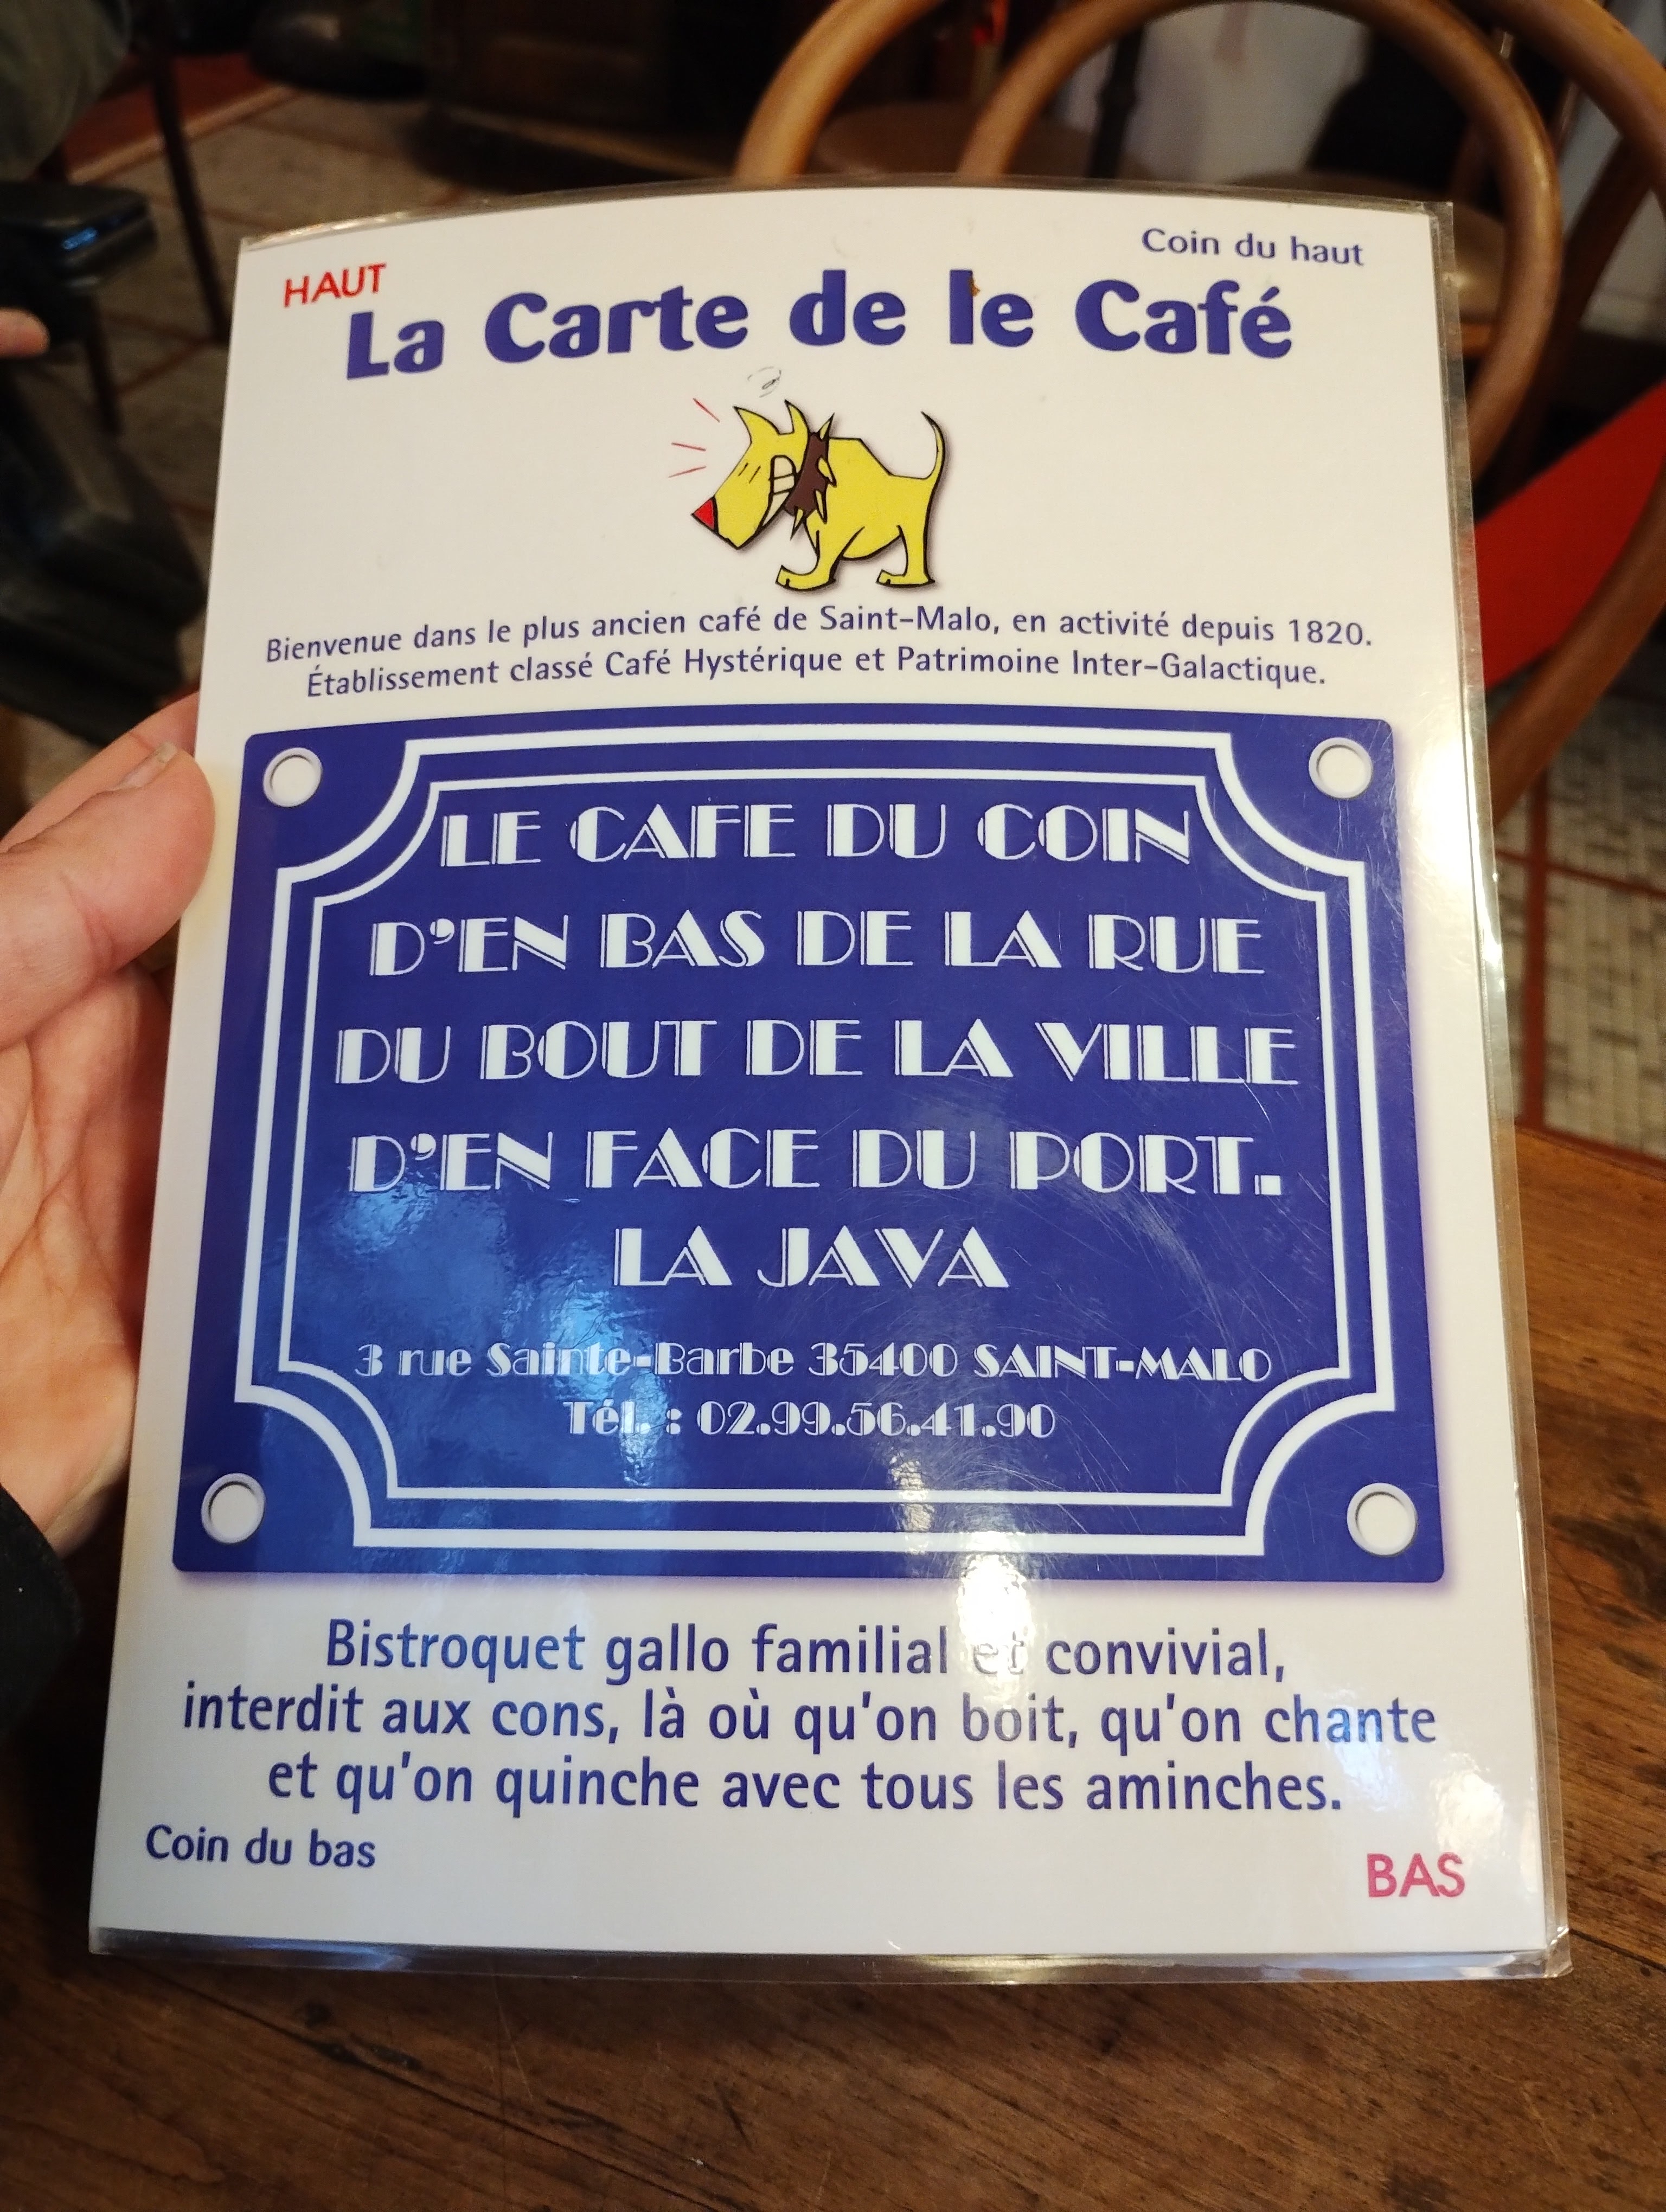 HAUT
Coin du haut
La Carte de le Café
Bienvenue dans le plus ancien café de Saint-Malo, en activité depuis 1820.
Établissement classé Café Hystérique et Patrimoine Inter-Galactique.
LE CAFE DU COIN
D'EN BAS DE LA RUE
DU BOUT DE LA VILLE
D'EN FACE DU PORT.
LA JAVA
3 rue Sainte-Barbe 35400 SAINT-MALO
Tél. : 02.99.56.41.90
Bistroquet gallo familial et convivial,
interdit aux cons, là où qu'on boit, qu'on chante
et qu'on quinche avec tous les aminches.
Coin du bas
BAS